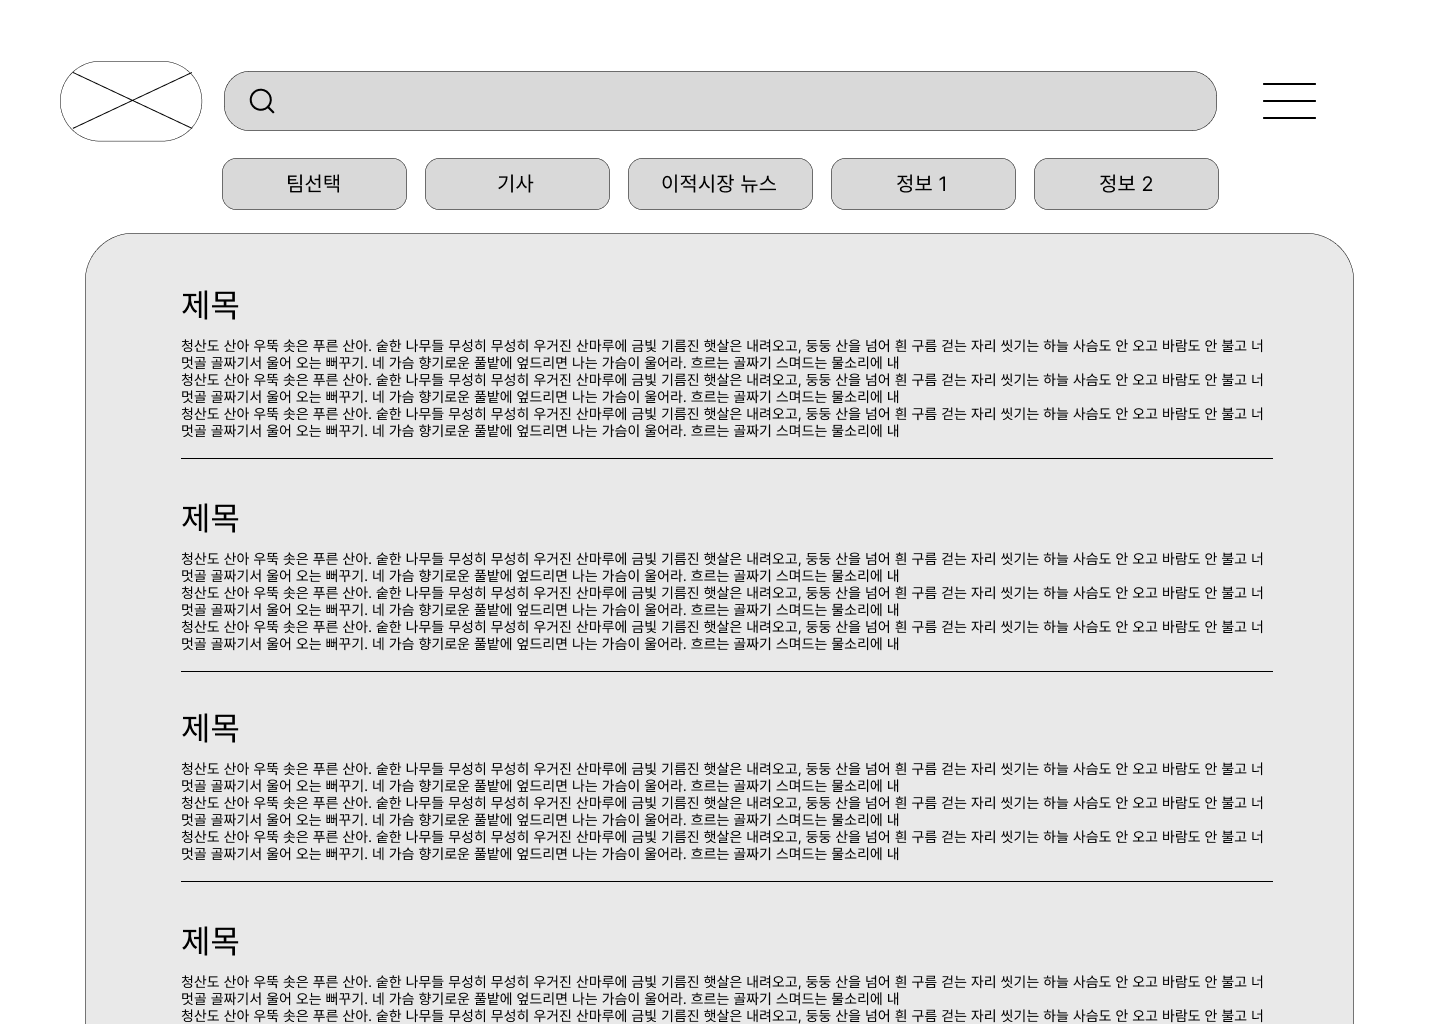 팀선택
기사
이적시장 뉴스
정보 1
정보 2
제목
청산도 산아 우뚝 솟은 푸른 산아. 숱한 나무들 무성히 무성히 우거진 산마루에 금빛 기름진 햇살은 내려오고, 둥둥 산을 넘어 흰 구름 걷는 자리 씻기는 하늘 사슴도 안 오고 바람도 안 불고 너
멋골 골짜기서 울어 오는 뻐꾸기. 네 가슴 향기로운 풀밭에 엎드리면 나는 가슴이 울어라. 흐르는 골짜기 스며드는 물소리에 내
청산도 산아 우뚝 솟은 푸른 산아. 숱한 나무들 무성히 무성히 우거진 산마루에 금빛 기름진 햇살은 내려오고, 둥둥 산을 넘어 흰 구름 걷는 자리 씻기는 하늘 사슴도 안 오고 바람도 안 불고 너
멋골 골짜기서 울어 오는 뻐꾸기. 네 가슴 향기로운 풀밭에 엎드리면 나는 가슴이 울어라. 흐르는 골짜기 스며드는 물소리에 내
청산도 산아 우뚝 솟은 푸른 산아. 숱한 나무들 무성히 무성히 우거진 산마루에 금빛 기름진 햇살은 내려오고, 둥둥 산을 넘어 흰 구름 걷는 자리 씻기는 하늘 사슴도 안 오고 바람도 안 불고 너
멋골 골짜기서 울어 오는 뻐꾸기. 네 가슴 향기로운 풀밭에 엎드리면 나는 가슴이 울어라. 흐르는 골짜기 스며드는 물소리에 내
제목
청산도 산아 우뚝 솟은 푸른 산아. 숱한 나무들 무성히 무성히 우거진 산마루에 금빛 기름진 햇살은 내려오고, 둥둥 산을 넘어 흰 구름 걷는 자리 씻기는 하늘 사슴도 안 오고 바람도 안 불고 너
멋골 골짜기서 울어 오는 뻐꾸기. 네 가슴 향기로운 풀밭에 엎드리면 나는 가슴이 울어라. 흐르는 골짜기 스며드는 물소리에 내
청산도 산아 우뚝 솟은 푸른 산아. 숱한 나무들 무성히 무성히 우거진 산마루에 금빛 기름진 햇살은 내려오고, 둥둥 산을 넘어 흰 구름 걷는 자리 씻기는 하늘 사슴도 안 오고 바람도 안 불고 너
멋골 골짜기서 울어 오는 뻐꾸기. 네 가슴 향기로운 풀밭에 엎드리면 나는 가슴이 울어라. 흐르는 골짜기 스며드는 물소리에 내
청산도 산아 우뚝 솟은 푸른 산아. 숱한 나무들 무성히 무성히 우거진 산마루에 금빛 기름진 햇살은 내려오고, 둥둥 산을 넘어 흰 구름 걷는 자리 씻기는 하늘 사슴도 안 오고 바람도 안 불고 너
멋골 골짜기서 울어 오는 뻐꾸기. 네 가슴 향기로운 풀밭에 엎드리면 나는 가슴이 울어라. 흐르는 골짜기 스며드는 물소리에 내
제목
청산도 산아 우뚝 솟은 푸른 산아. 숱한 나무들 무성히 무성히 우거진 산마루에 금빛 기름진 햇살은 내려오고, 둥둥 산을 넘어 흰 구름 걷는 자리 씻기는 하늘 사슴도 안 오고 바람도 안 불고 너
멋골 골짜기서 울어 오는 뻐꾸기. 네 가슴 향기로운 풀밭에 엎드리면 나는 가슴이 울어라. 흐르는 골짜기 스며드는 물소리에 내
청산도 산아 우뚝 솟은 푸른 산아. 숱한 나무들 무성히 무성히 우거진 산마루에 금빛 기름진 햇살은 내려오고, 둥둥 산을 넘어 흰 구름 걷는 자리 씻기는 하늘 사슴도 안 오고 바람도 안 불고 너
멋골 골짜기서 울어 오는 뻐꾸기. 네 가슴 향기로운 풀밭에 엎드리면 나는 가슴이 울어라. 흐르는 골짜기 스며드는 물소리에 내
청산도 산아 우뚝 솟은 푸른 산아. 숱한 나무들 무성히 무성히 우거진 산마루에 금빛 기름진 햇살은 내려오고, 둥둥 산을 넘어 흰 구름 걷는 자리 씻기는 하늘 사슴도 안 오고 바람도 안 불고 너
멋골 골짜기서 울어 오는 뻐꾸기. 네 가슴 향기로운 풀밭에 엎드리면 나는 가슴이 울어라. 흐르는 골짜기 스며드는 물소리에 내
제목
청산도 산아 우뚝 솟은 푸른 산아. 숱한 나무들 무성히 무성히 우거진 산마루에 금빛 기름진 햇살은 내려오고, 둥둥 산을 넘어 흰 구름 걷는 자리 씻기는 하늘 사슴도 안 오고 바람도 안 불고 너
멋골 골짜기서 울어 오는 뻐꾸기. 네 가슴 향기로운 풀밭에 엎드리면 나는 가슴이 울어라. 흐르는 골짜기 스며드는 물소리에 내
청산도 산아 우뚝 솟은 푸른 산아. 숱한 나무들 무성히 무성히 우거진 산마루에 금빛 기름진 햇살은 내려오고, 둥둥 산을 넘어 흰 구름 걷는 자리 씻기는 하늘 사슴도 안 오고 바람도 안 불고 너